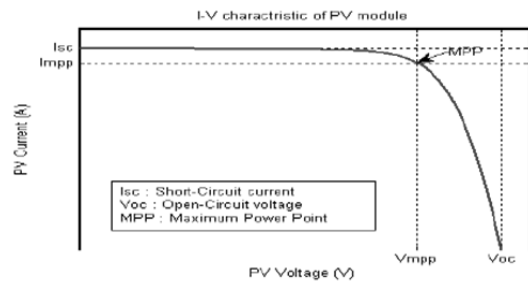 I-V charactristic of PV module
Isc
Impp
MPP
PV Current (A)
Isc : Short-Circuit current
Voc : Open-Circuit voltage
MPP : Maximum Power Point
Vmpp
Voc
PV Voltage (V)